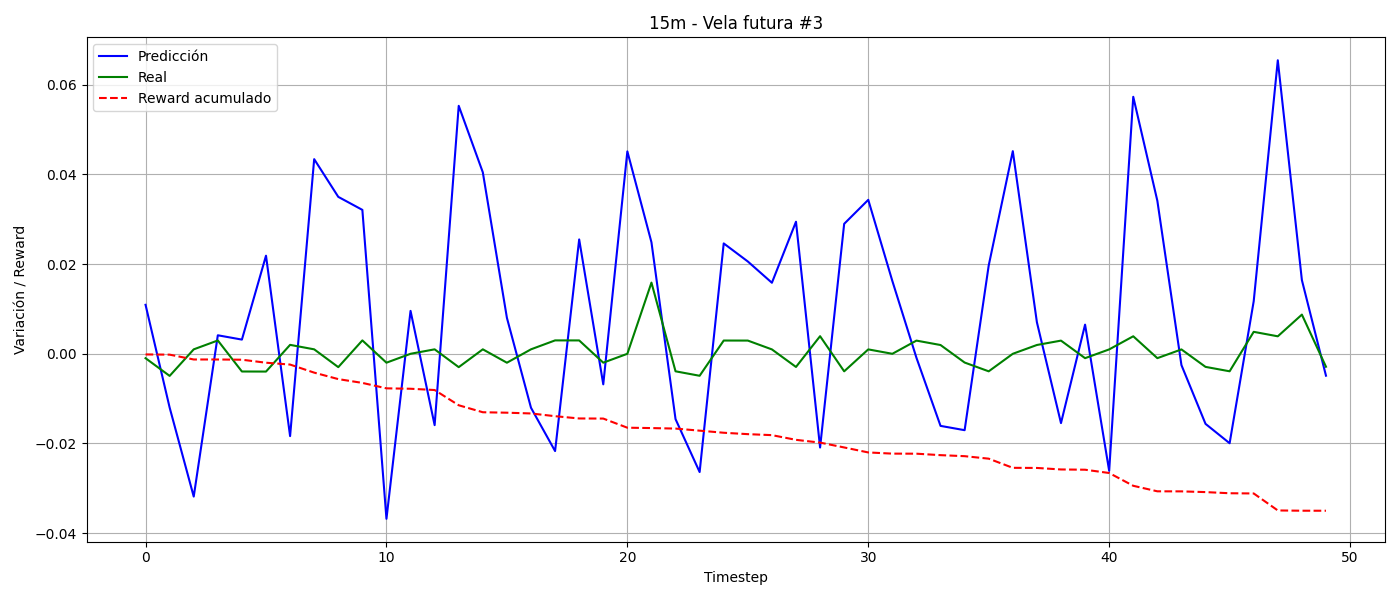 15m - Vela futura #3
Predicción
Real
Reward acumulado
Variación / Reward
0.06
0.04
0.02
0.00
−0.02
−0.04
0 10 20 30 40 50
Timestep